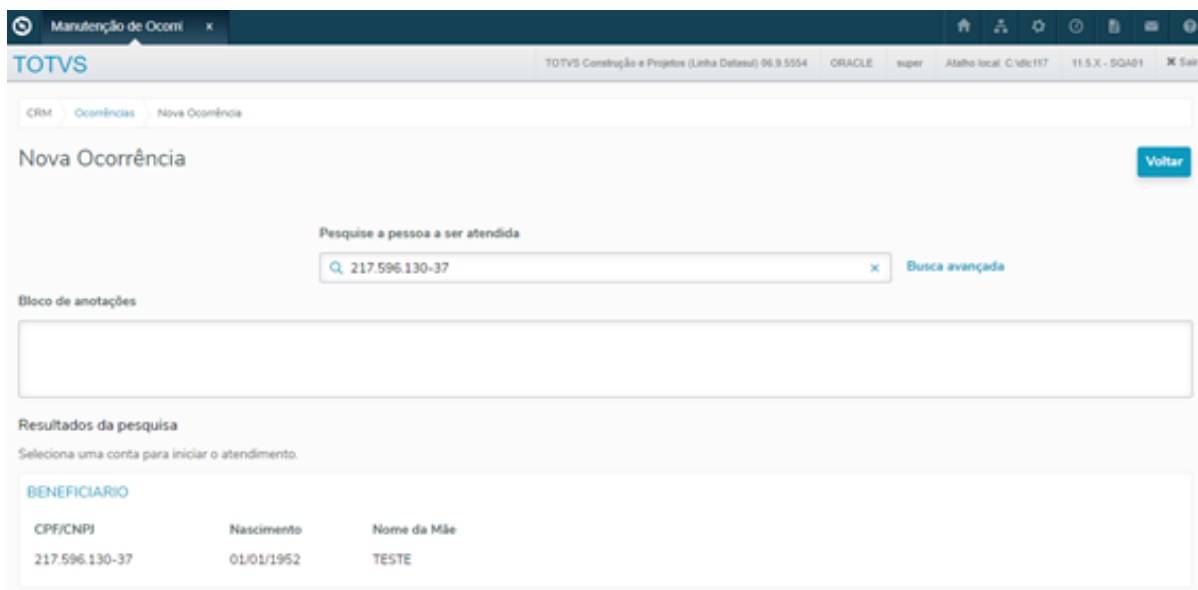 Manutenção de Ocorri ×
TOTVS
TOTVS Construção e Projetos (Linha Datasul) 06.9.5554 ORACLE super Atalho local: C:\dlc117 11.5.X - SQA01 ✖ Sair
CRM Ocorrências Nova Ocorrência
Nova Ocorrência
Voltar
Pesquise a pessoa a ser atendida
217.596.130-37 × Busca avançada
Bloco de anotações
Resultados da pesquisa
Seleciona uma conta para iniciar o atendimento.
BENEFICIARIO
CPF/CNPJ Nascimento Nome da Mãe
217.596.130-37 01/01/1952 TESTE